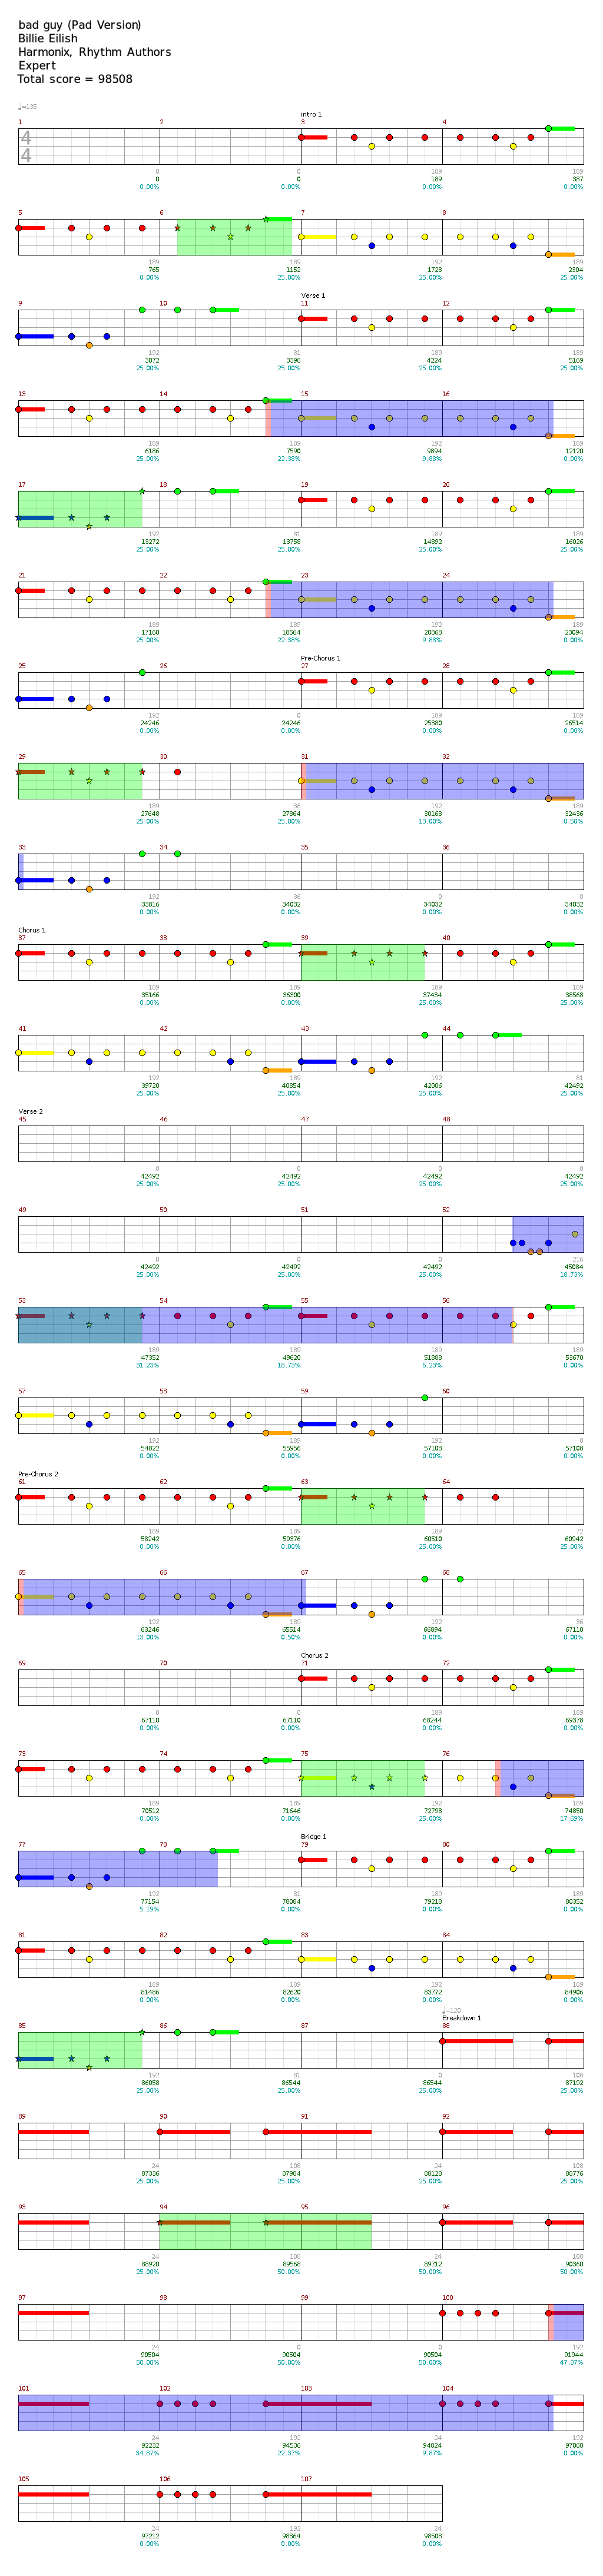 bad guy (Pad Version)
Billie Eilish
Harmonix, Rhythm Authors
Expert
Total score = 98508
♩=135
intro 1
1 2 3 4
4
4
0 0 189 189
0 0 189 387
0.00% 0.00% 0.00% 0.00%
5 6 7 8
189 189 192 189
765 1152 1728 2304
0.00% 25.00% 25.00% 25.00%
Verse 1
9 10 11 12
192 81 189 189
3072 3396 4224 5169
25.00% 25.00% 25.00% 25.00%
13 14 15 16
189 189 192 189
6186 7590 9894 12120
25.00% 22.38% 9.88% 0.00%
17 18 19 20
192 81 189 189
13272 13758 14892 16026
25.00% 25.00% 25.00% 25.00%
21 22 23 24
189 189 192 189
17160 18564 20868 23094
25.00% 22.38% 9.88% 0.00%
Pre-Chorus 1
25 26 27 28
192 0 189 189
24246 24246 25380 26514
0.00% 0.00% 0.00% 0.00%
29 30 31 32
189 36 192 189
27648 27864 30168 32436
25.00% 25.00% 13.00% 0.50%
33 34 35 36
192 36 0 0
33816 34032 34032 34032
0.00% 0.00% 0.00% 0.00%
Chorus 1
37 38 39 40
189 189 189 189
35166 36300 37434 38568
0.00% 0.00% 25.00% 25.00%
41 42 43 44
192 189 192 81
39720 40854 42006 42492
25.00% 25.00% 25.00% 25.00%
Verse 2
45 46 47 48
0 0 0 0
42492 42492 42492 42492
25.00% 25.00% 25.00% 25.00%
49 50 51 52
0 0 0 216
42492 42492 42492 45084
25.00% 25.00% 25.00% 18.73%
53 54 55 56
189 189 189 189
47352 49620 51888 53670
31.23% 18.73% 6.23% 0.00%
57 58 59 60
192 189 192 0
54822 55956 57108 57108
0.00% 0.00% 0.00% 0.00%
Pre-Chorus 2
61 62 63 64
189 189 189 72
58242 59376 60510 60942
0.00% 0.00% 25.00% 25.00%
65 66 67 68
192 189 192 36
63246 65514 66894 67110
13.00% 0.50% 0.00% 0.00%
Chorus 2
69 70 71 72
0 0 189 189
67110 67110 68244 69378
0.00% 0.00% 0.00% 0.00%
73 74 75 76
189 189 192 189
70512 71646 72798 74850
0.00% 0.00% 25.00% 17.69%
Bridge 1
77 78 79 80
192 81 189 189
77154 78084 79218 80352
5.19% 0.00% 0.00% 0.00%
81 82 83 84
189 189 192 189
81486 82620 83772 84906
0.00% 0.00% 0.00% 0.00%
♩=120
Breakdown 1
85 86 87 88
192 81 0 108
86058 86544 86544 87192
25.00% 25.00% 25.00% 25.00%
89 90 91 92
24 108 24 108
87336 87984 88128 88776
25.00% 25.00% 25.00% 25.00%
93 94 95 96
24 108 24 108
88920 89568 89712 90360
25.00% 50.00% 50.00% 50.00%
97 98 99 100
24 0 0 192
90504 90504 90504 91944
50.00% 50.00% 50.00% 47.37%
101 102 103 104
24 192 24 192
92232 94536 94824 97068
34.87% 22.37% 9.87% 0.00%
105 106 107
24 192 24
97212 98364 98508
0.00% 0.00% 0.00%